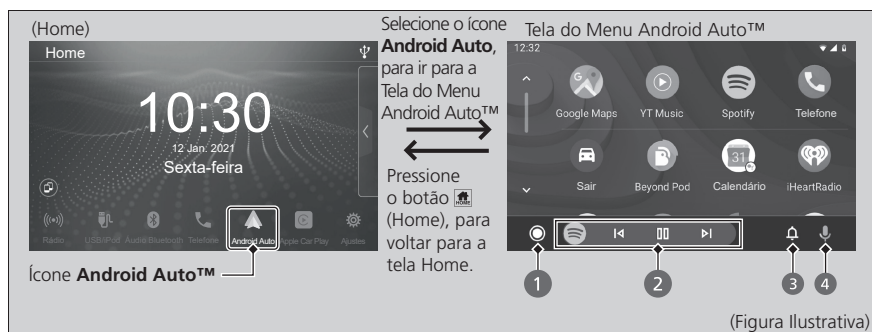 (Home)
Home
10:30
12 Jan. 2021
Sexta-feira
Rádio
USB/iPod
Áudio Bluetooth
Telefone
Android Auto
Apple Car Play
Ajustes
Ícone Android Auto™
Selecione o ícone
Android Auto,
para ir para a
Tela do Menu
Android Auto™
Pressione
o botão
HOME
(Home), para
voltar para a
tela Home.
Tela do Menu Android Auto™
12:32
Google Maps
YT Music
Spotify
Telefone
Sair
Beyond Pod
31
Calendário
iHeartRadio
1
2
3
4
(Figura Ilustrativa)